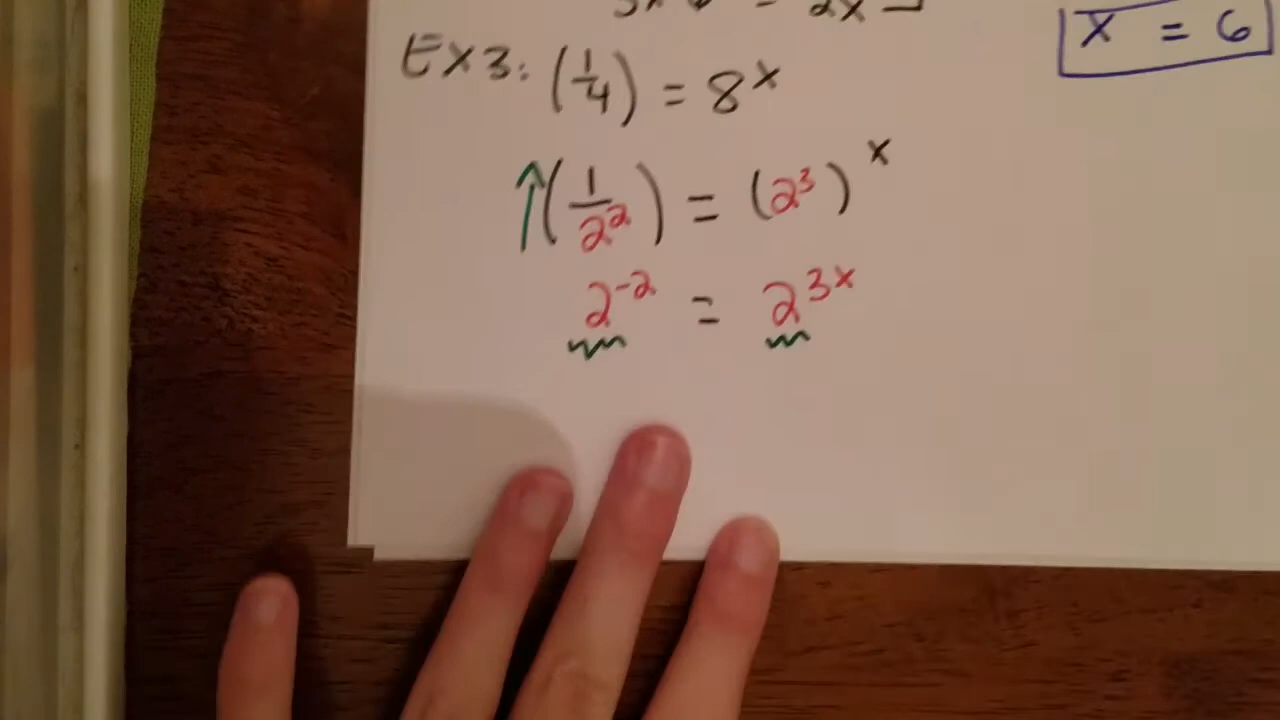 x = 6
Ex3: (1/4) = 8^x
↑(1/2^2) = (2^3)^x
2^-2 = 2^3x